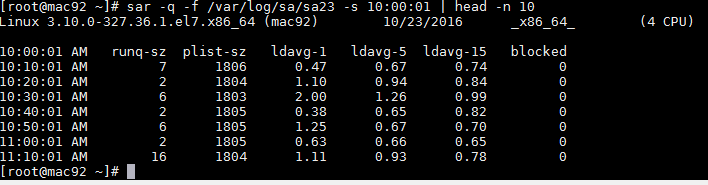 [root@mac92 ~]# sar -q -f /var/log/sa/sa23 -s 10:00:01 | head -n 10
Linux 3.10.0-327.36.1.el7.x86_64 (mac92) 10/23/2016 _x86_64_ (4 CPU)
10:00:01 AM runq-sz plist-sz ldavg-1 ldavg-5 ldavg-15 blocked
10:10:01 AM 7 1806 0.47 0.67 0.74 0
10:20:01 AM 2 1804 1.10 0.94 0.84 0
10:30:01 AM 6 1803 2.00 1.26 0.99 0
10:40:01 AM 2 1805 0.38 0.65 0.82 0
10:50:01 AM 6 1805 1.25 0.67 0.70 0
11:00:01 AM 2 1805 0.63 0.66 0.65 0
11:10:01 AM 16 1804 1.11 0.93 0.78 0
[root@mac92 ~]#